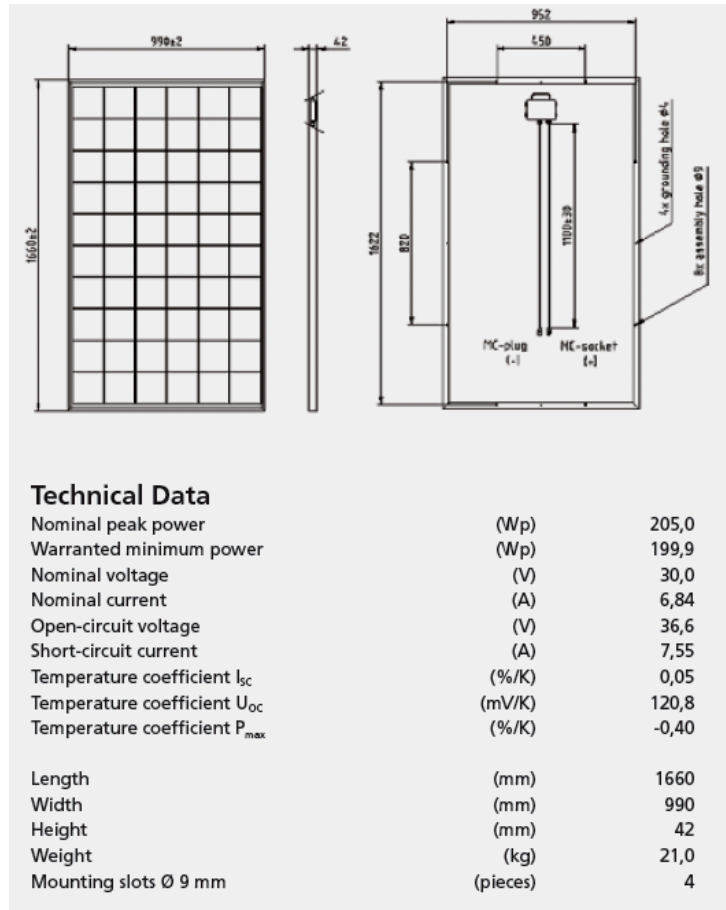 952
990±2
42
450
1660±2
1622
820
1100±30
4x grounding hole ø4
8x assembly hole ø9
MC-plug
(-)
MC-socket
(+)
Technical Data
Nominal peak power (Wp) 205,0
Warranted minimum power (Wp) 199,9
Nominal voltage (V) 30,0
Nominal current (A) 6,84
Open-circuit voltage (V) 36,6
Short-circuit current (A) 7,55
Temperature coefficient Isc (%/K) 0,05
Temperature coefficient Uoc (mV/K) 120,8
Temperature coefficient Pmax (%/K) -0,40
Length (mm) 1660
Width (mm) 990
Height (mm) 42
Weight (kg) 21,0
Mounting slots Ø 9 mm (pieces) 4